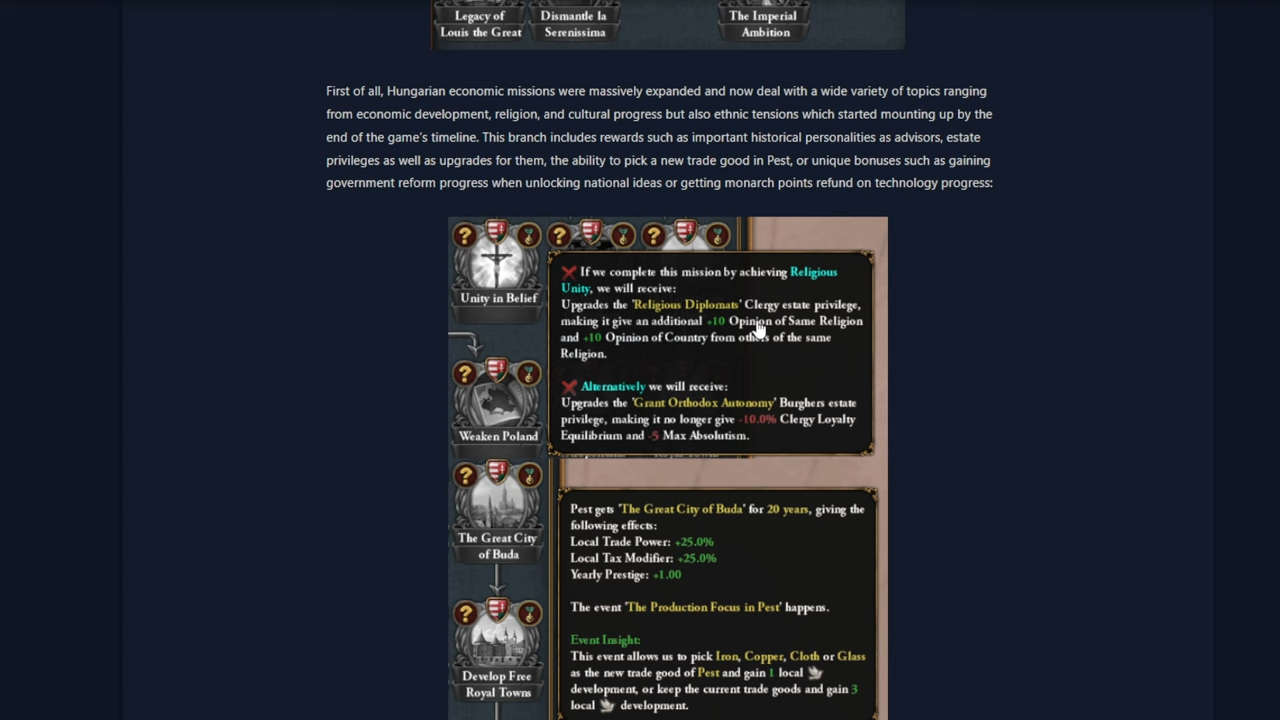 Legacy of
Louis the Great
Dismantle la
Serenissima
The Imperial
Ambition
First of all, Hungarian economic missions were massively expanded and now deal with a wide variety of topics ranging
from economic development, religion, and cultural progress but also ethnic tensions which started mounting up by the
end of the game's timeline. This branch includes rewards such as important historical personalities as advisors, estate
privileges as well as upgrades for them, the ability to pick a new trade good in Pest, or unique bonuses such as gaining
government reform progress when unlocking national ideas or getting monarch points refund on technology progress:
Unity in Belief
If we complete this mission by achieving Religious
Unity, we will receive:
Upgrades the 'Religious Diplomats' Clergy estate privilege,
making it give an additional +10 Opinion of Same Religion
and +10 Opinion of Country from others of the same
Religion.
Alternatively we will receive:
Upgrades the 'Grant Orthodox Autonomy' Burghers estate
privilege, making it no longer give -10.0% Clergy Loyalty
Equilibrium and -5 Max Absolutism.
Weaken Poland
The Great City
of Buda
Develop Free
Royal Towns
Pest gets 'The Great City of Buda' for 20 years, giving the
following effects:
Local Trade Power: +25.0%
Local Tax Modifier: +25.0%
Yearly Prestige: +1.00
The event 'The Production Focus in Pest' happens.
Event Insight:
This event allows us to pick Iron, Copper, Cloth or Glass
as the new trade good of Pest and gain 1 local
development, or keep the current trade goods and gain 3
local development.